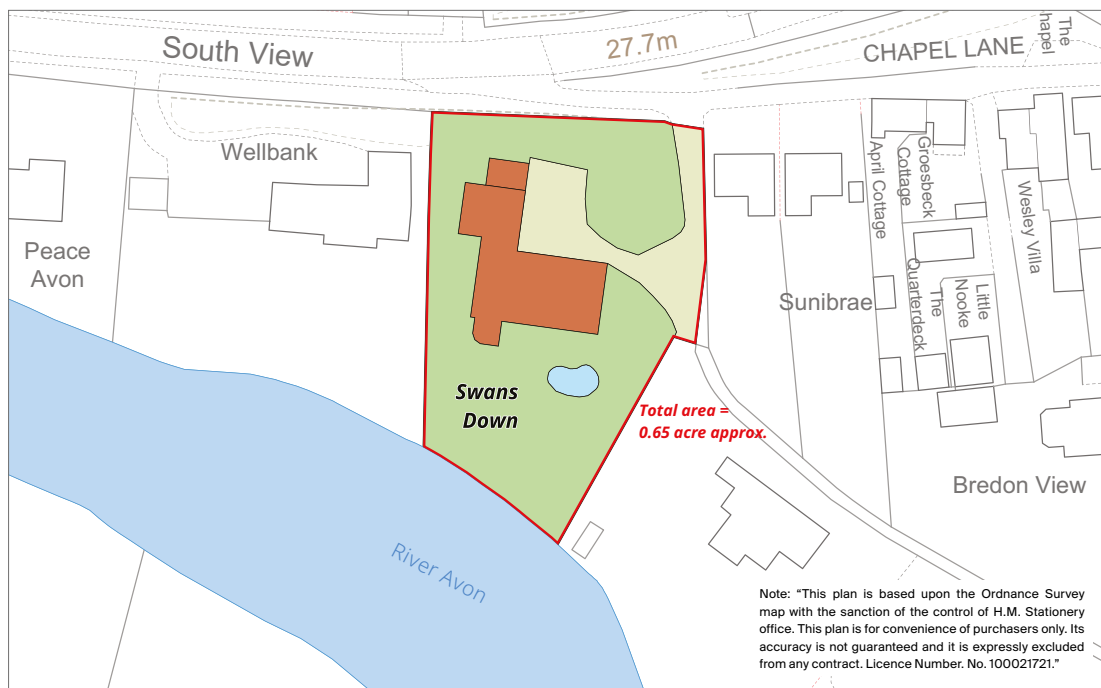 South View
27.7m
CHAPEL LANE
The
hapel
Wellbank
April Cottage
Groesbeck
Cottage
Wesley Villa
Peace
Avon
Sunibrae
The
Quarterdeck
Little
Nooke
Swans
Down
Total area =
0.65 acre approx.
Bredon View
River Avon
Note: “This plan is based upon the Ordnance Survey
map with the sanction of the control of H.M. Stationery
office. This plan is for convenience of purchasers only. Its
accuracy is not guaranteed and it is expressly excluded
from any contract. Licence Number. No. 100021721.”